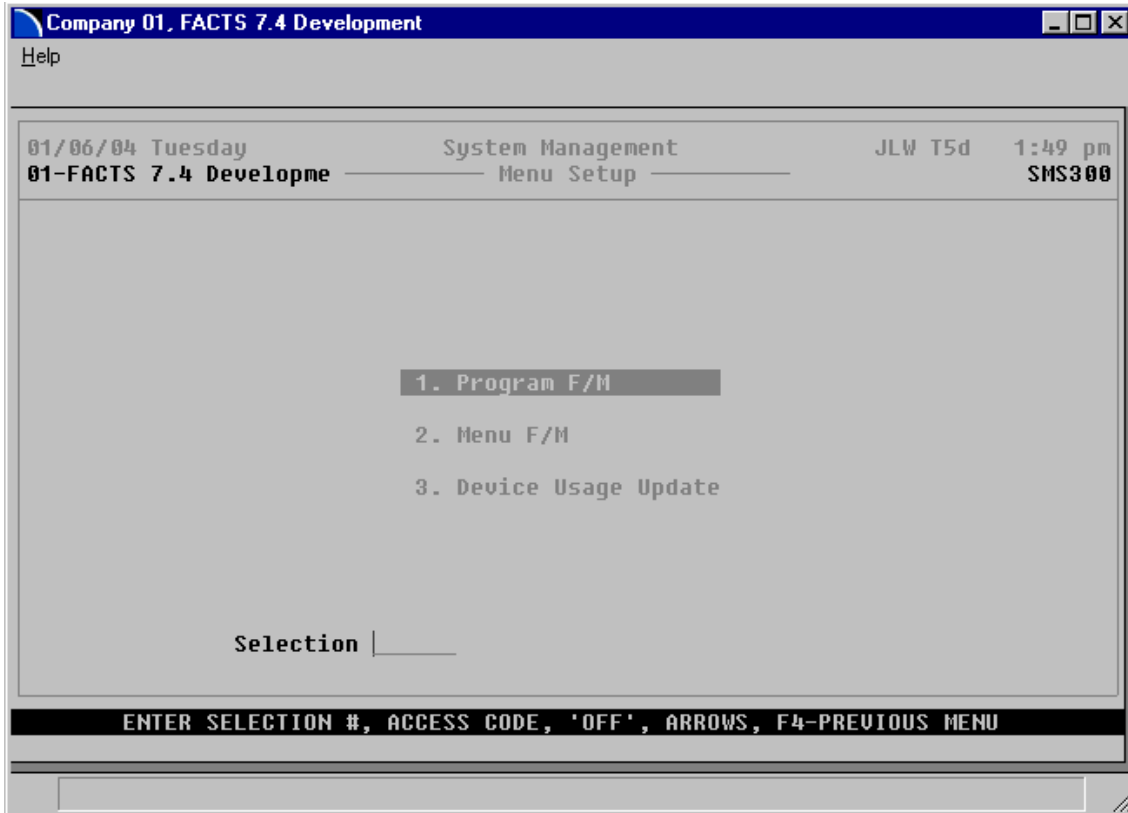 Company 01, FACTS 7.4 Development
Help
01/06/04 Tuesday System Management JLW T5d 1:49 pm
01-FACTS 7.4 Developme Menu Setup SMS300
1. Program F/M
2. Menu F/M
3. Device Usage Update
Selection
ENTER SELECTION #, ACCESS CODE, 'OFF', ARROWS, F4-PREVIOUS MENU